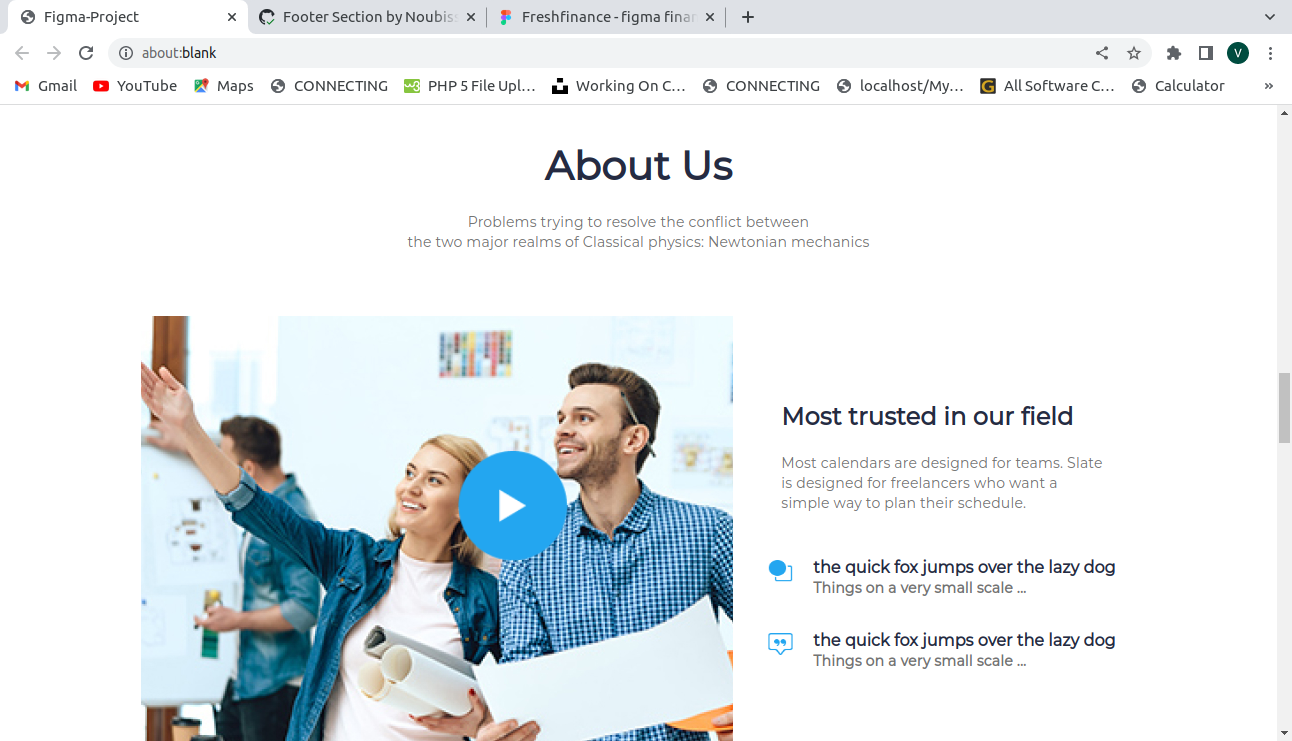 Figma-Project
Footer Section by Noubiss
Freshfinance - figma finan
about:blank
V
Gmail
YouTube
Maps
CONNECTING
PHP 5 File Upl...
Working On C...
CONNECTING
localhost/My...
All Software C...
Calculator
»
About Us
Problems trying to resolve the conflict between
the two major realms of Classical physics: Newtonian mechanics
Most trusted in our field
Most calendars are designed for teams. Slate
is designed for freelancers who want a
simple way to plan their schedule.
the quick fox jumps over the lazy dog
Things on a very small scale ...
the quick fox jumps over the lazy dog
Things on a very small scale ...